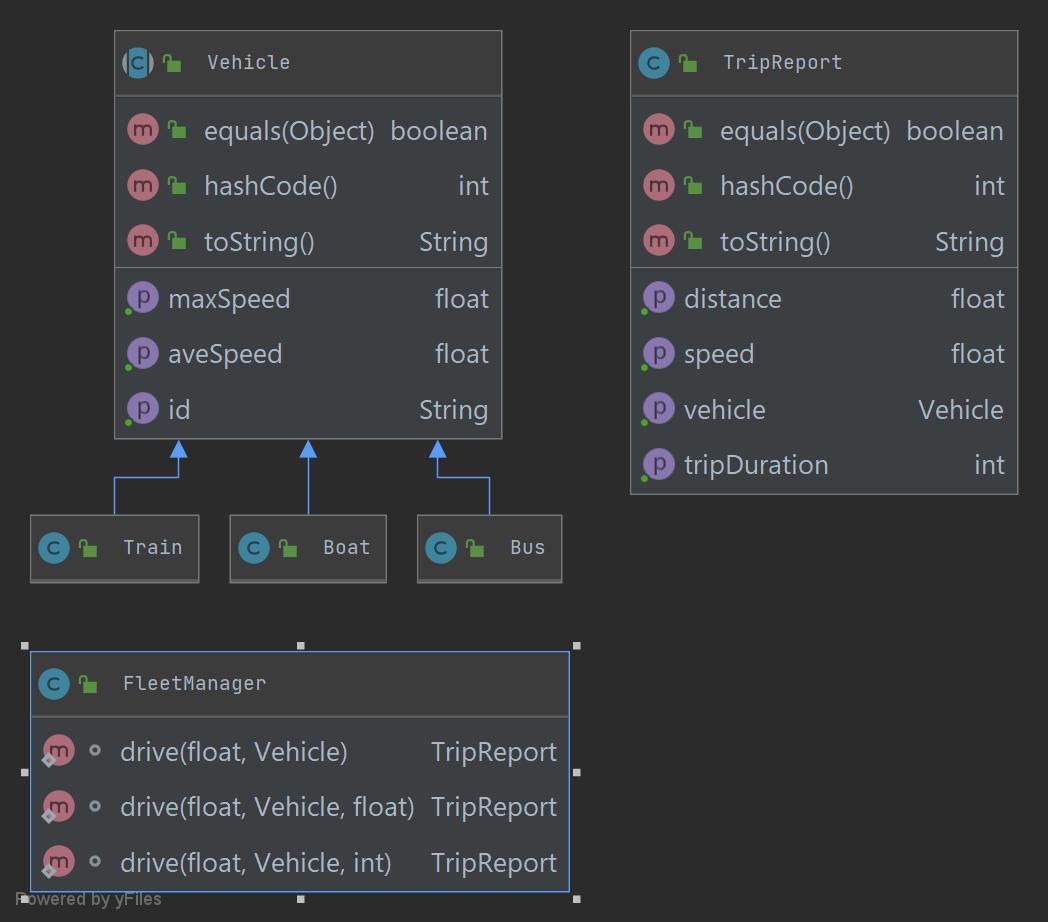 Vehicle
equals(Object) boolean
hashCode() int
toString() String
maxSpeed float
aveSpeed float
id String
TripReport
equals(Object) boolean
hashCode() int
toString() String
distance float
speed float
vehicle Vehicle
tripDuration int
Train
Boat
Bus
FleetManager
drive(float, Vehicle) TripReport
drive(float, Vehicle, float) TripReport
drive(float, Vehicle, int) TripReport
Powered by yFiles